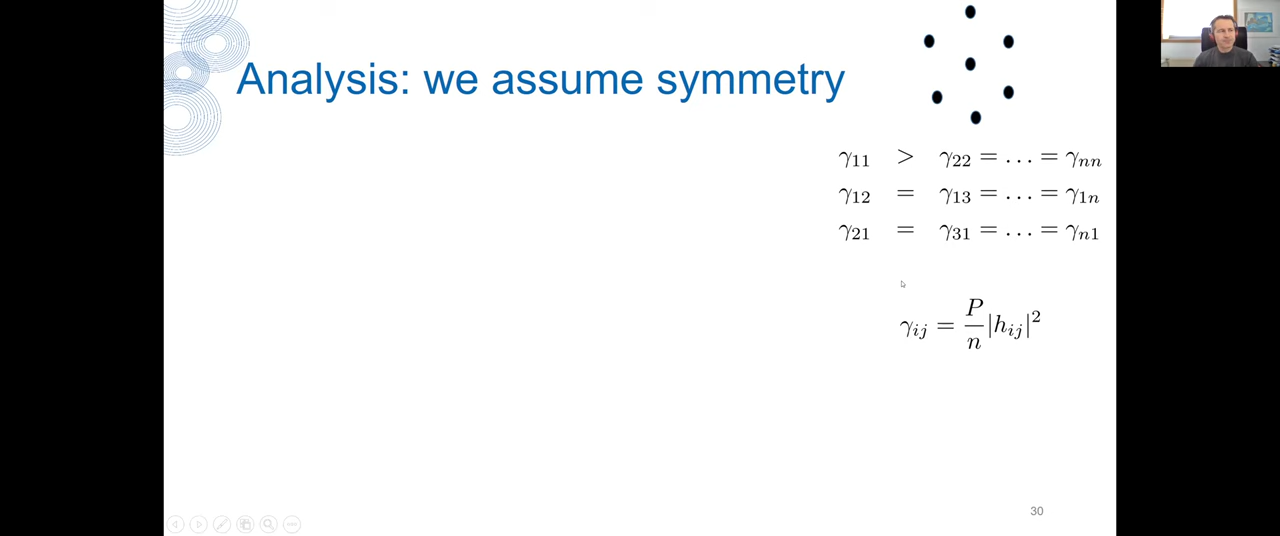 Analysis: we assume symmetry
γ₁₁ > γ₂₂ = … = γₙₙ
γ₁₂ = γ₁₃ = … = γ₁ₙ
γ₂₁ = γ₃₁ = … = γₙ₁
γᵢⱼ = P/n |hᵢⱼ|²
30